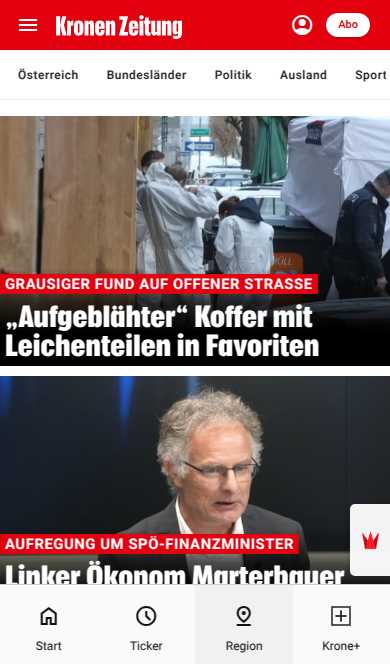 Kronen Zeitung
Abo
Österreich Bundesländer Politik Ausland Sport
GRAUSIGER FUND AUF OFFENER STRASSE
„Aufgeblähter“ Koffer mit
Leichenteilen in Favoriten
AUFREGUNG UM SPÖ-FINANZMINISTER
Linker Ökonom Marterbauer
Start Ticker Region Krone+